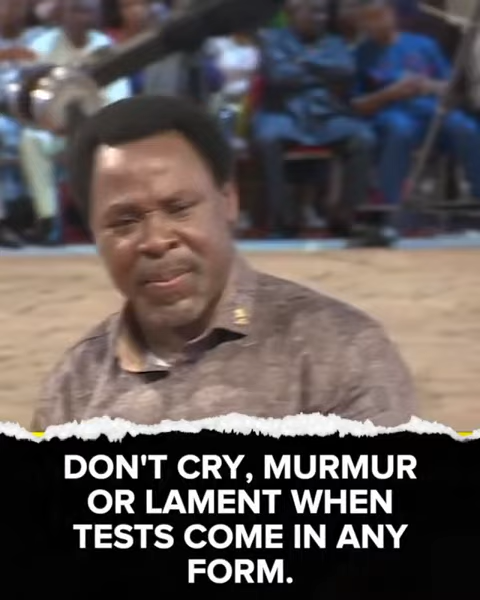 DON'T CRY, MURMUR
OR LAMENT WHEN
TESTS COME IN ANY
FORM.